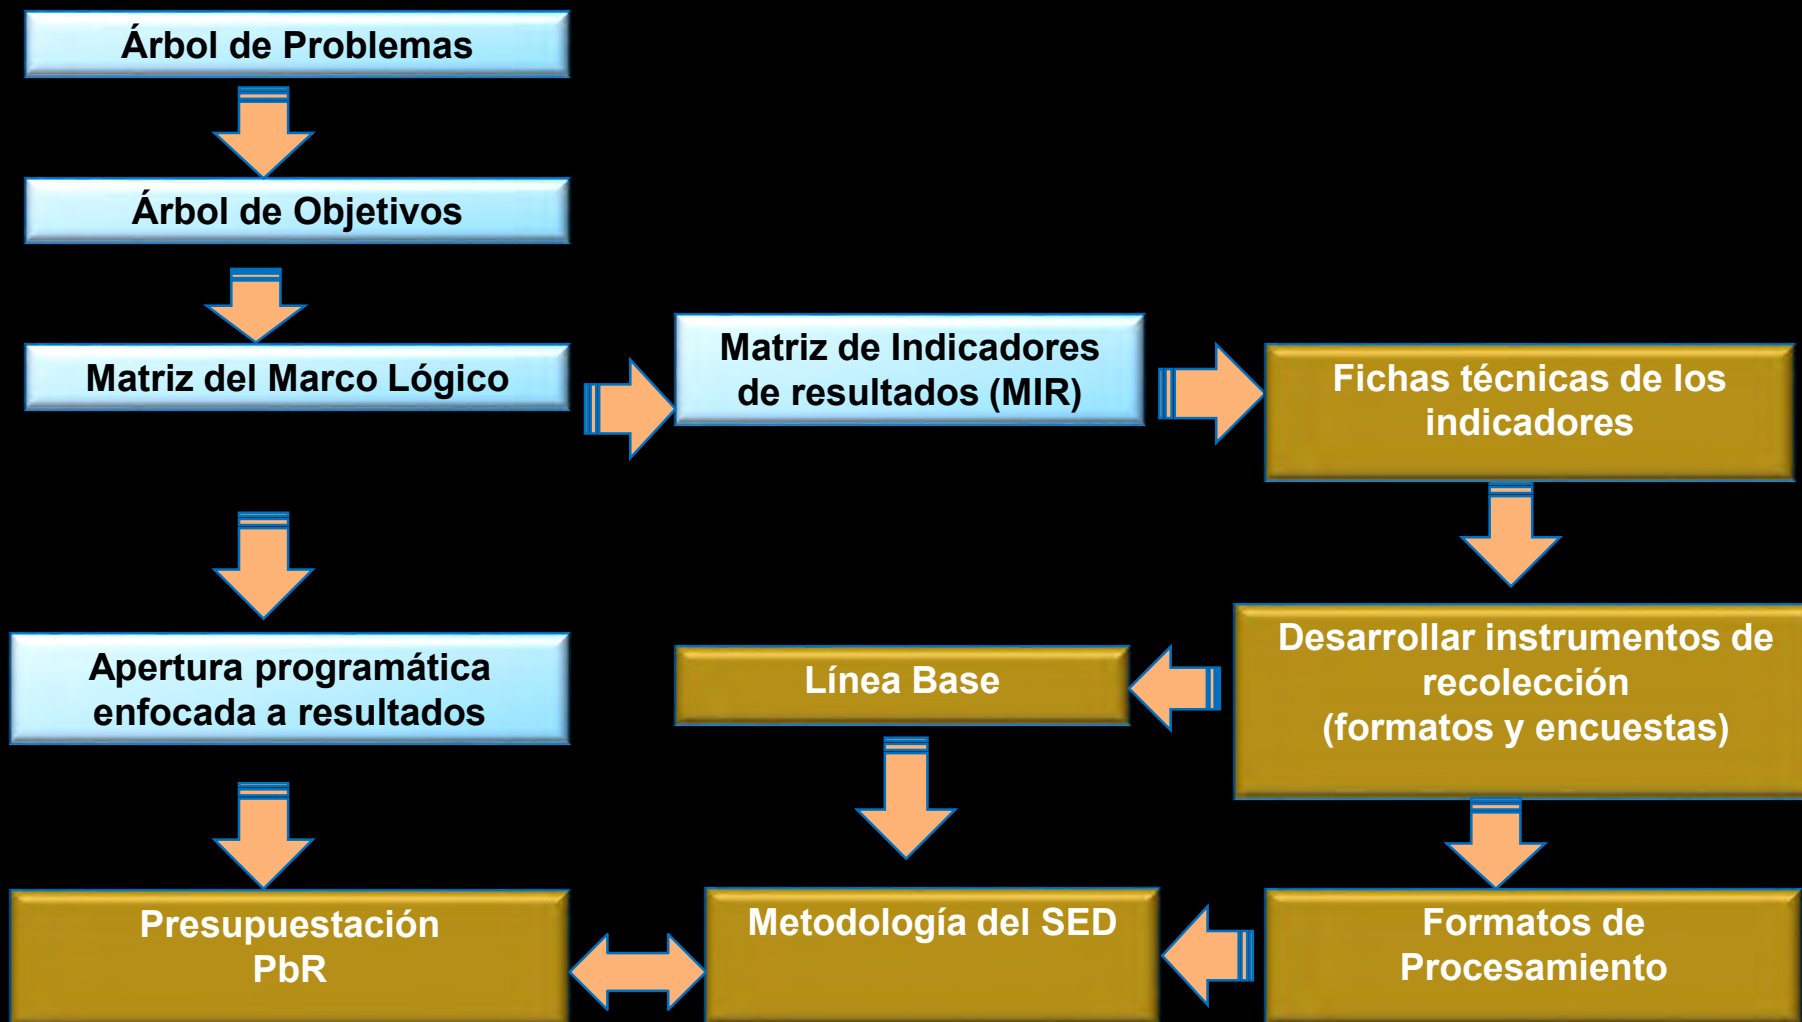 Árbol de Problemas
Árbol de Objetivos
Matriz del Marco Lógico
Matriz de Indicadores
de resultados (MIR)
Fichas técnicas de los
indicadores
Apertura programática
enfocada a resultados
Línea Base
Desarrollar instrumentos de
recolección
(formatos y encuestas)
Presupuestación
PbR
Metodología del SED
Formatos de
Procesamiento